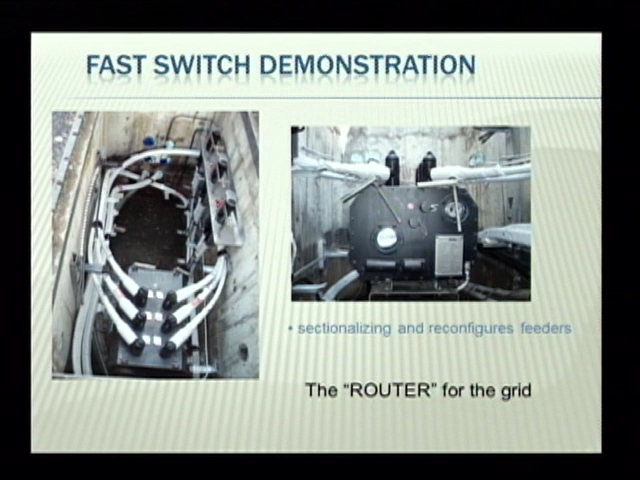 FAST SWITCH DEMONSTRATION
• sectionalizing and reconfigures feeders
The “ROUTER” for the grid